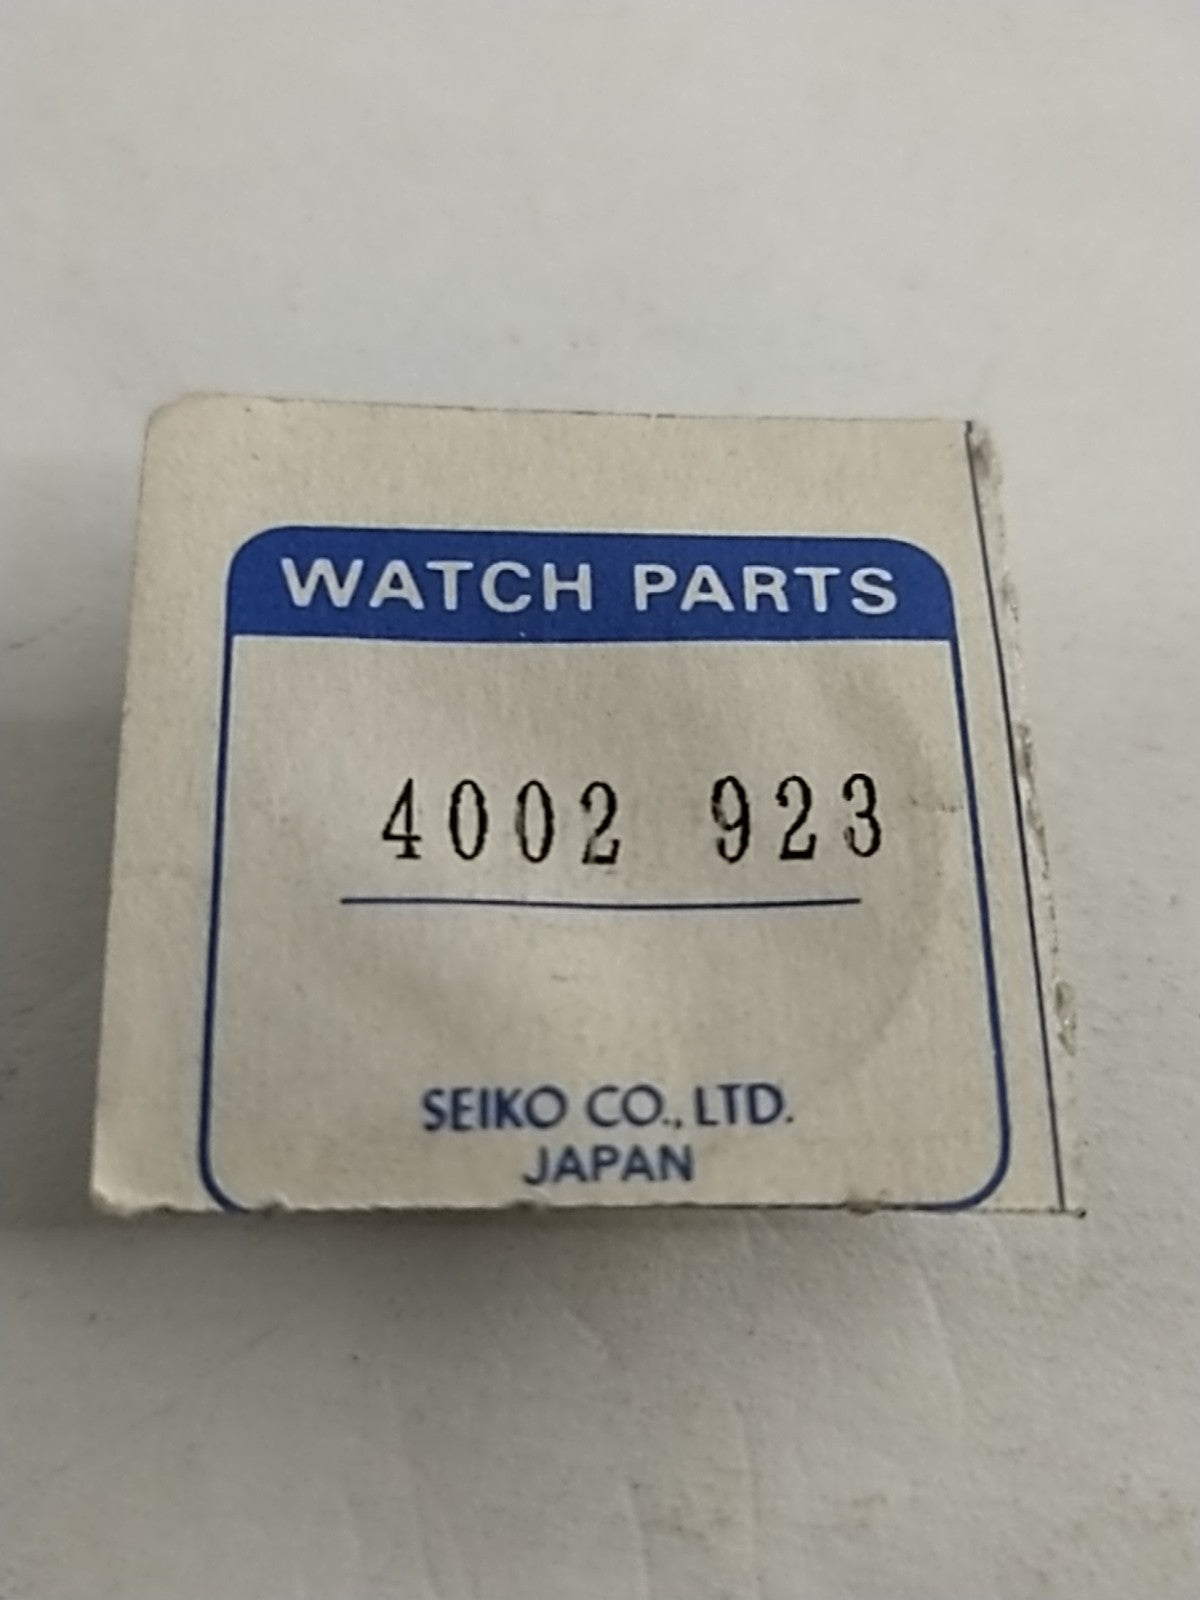 WATCH PARTS
4002 923
SEIKO CO., LTD.
JAPAN